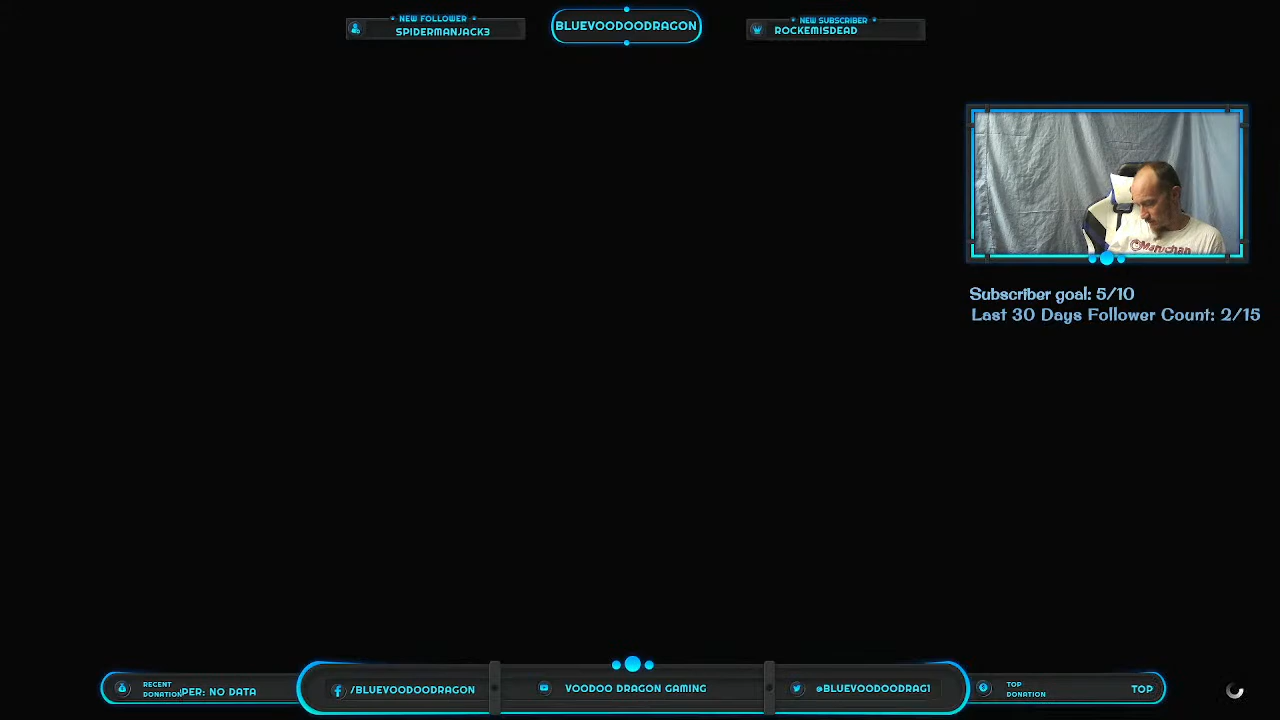 NEW FOLLOWER
SPIDERMANJACK3
BLUEVOODOODRAGON
NEW SUBSCRIBER
ROCKEMISDEAD
Maruchan
Subscriber goal: 5/10
Last 30 Days Follower Count: 2/15
RECENT
DONATION
PER: NO DATA
/BLUEVOODOODRAGON
VOODOO DRAGON GAMING
@BLUEVOODOODRAG1
TOP
DONATION
TOP